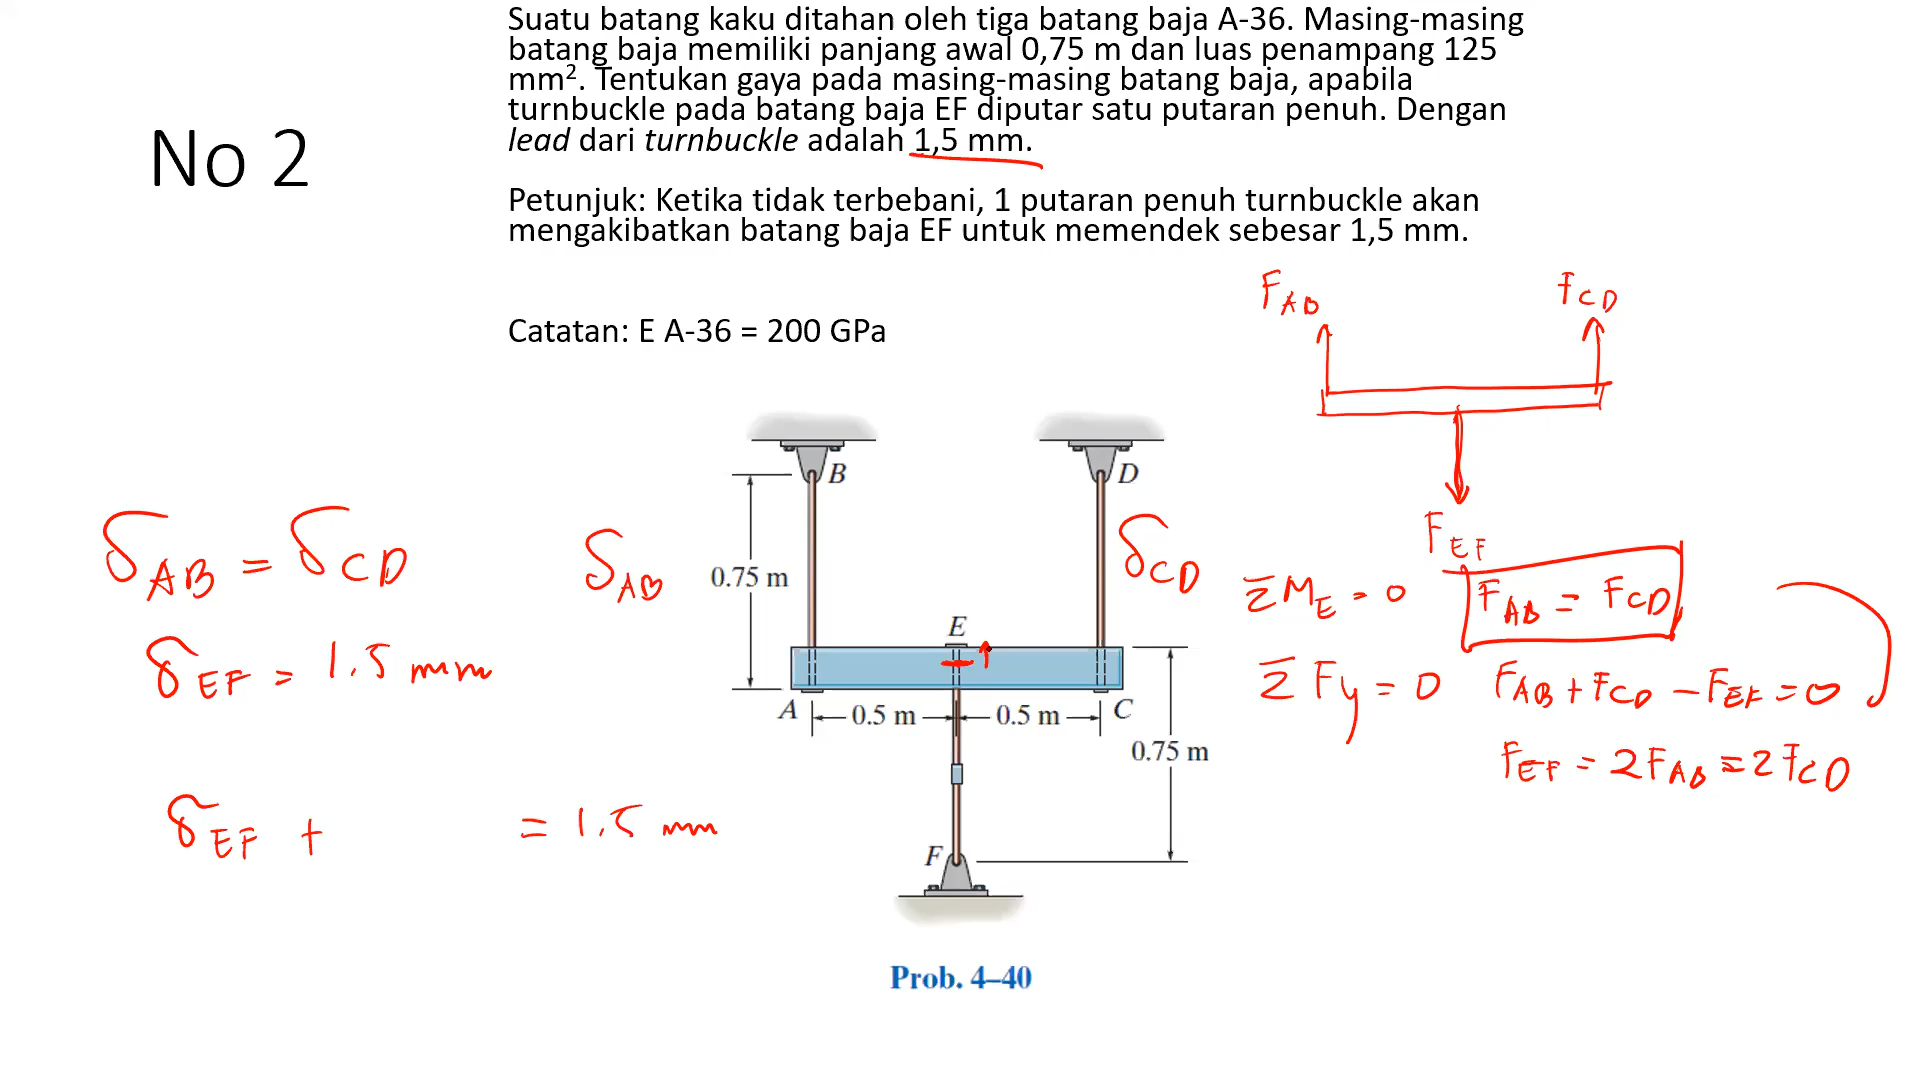 No 2
Suatu batang kaku ditahan oleh tiga batang baja A-36. Masing-masing
batang baja memiliki panjang awal 0,75 m dan luas penampang 125
mm². Tentukan gaya pada masing-masing batang baja, apabila
turnbuckle pada batang baja EF diputar satu putaran penuh. Dengan
lead dari turnbuckle adalah 1,5 mm.
Petunjuk: Ketika tidak terbebani, 1 putaran penuh turnbuckle akan
mengakibatkan batang baja EF untuk memendek sebesar 1,5 mm.
Catatan: E A-36 = 200 GPa
F_AB
F_CD
F_EF
B
D
δ_AB = δ_CD
δ_AB
0.75 m
δ_CD
ΣM_E = 0
F_AB = F_CD
E
δ_EF = 1.5 mm
ΣFy = 0
F_AB + F_CD - F_EF = 0
A
0.5 m
0.5 m
C
0.75 m
F_EF = 2F_AB = 2F_CD
δ_EF +
= 1.5 mm
F
Prob. 4–40